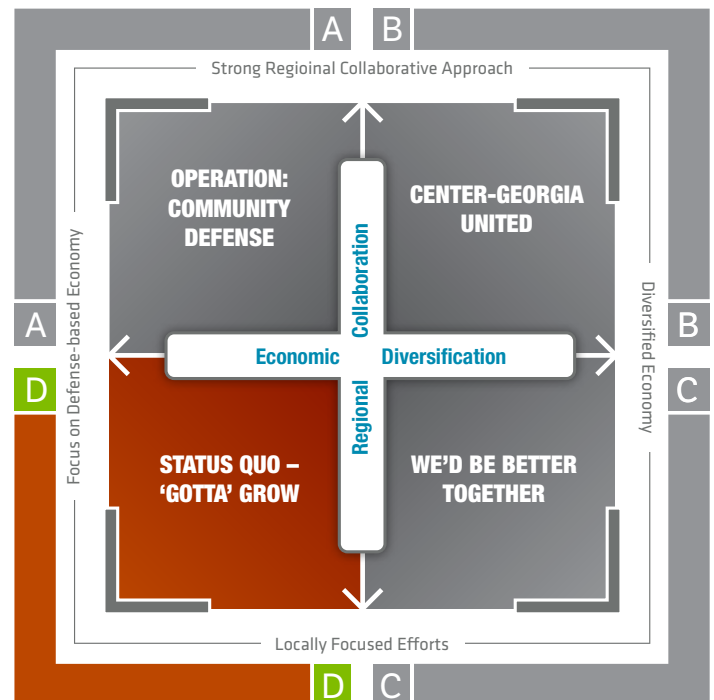 A B
Strong Regioinal Collaborative Approach
OPERATION:
COMMUNITY
DEFENSE
CENTER-GEORGIA
UNITED
Focus on Defense-based Economy
Diversified Economy
A
B
Regional Collaboration
Economic Diversification
D
C
STATUS QUO –
‘GOTTA’ GROW
WE’D BE BETTER
TOGETHER
Locally Focused Efforts
D C